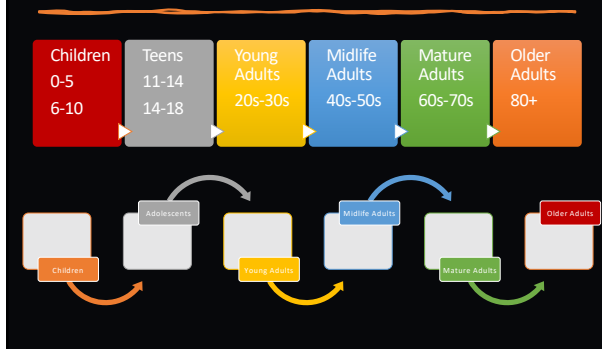 Children
0-5
6-10
Teens
11-14
14-18
Young
Adults
20s-30s
Midlife
Adults
40s-50s
Mature
Adults
60s-70s
Older
Adults
80+
Children
Adolescents
Young Adults
Midlife Adults
Mature Adults
Older Adults